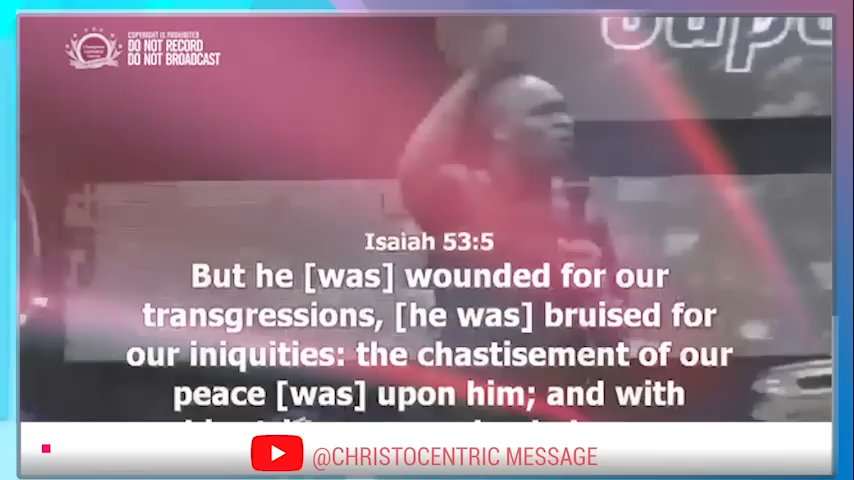 COPYRIGHT IS PROHIBITED
DO NOT RECORD
DO NOT BROADCAST
Isaiah 53:5
But he [was] wounded for our
transgressions, [he was] bruised for
our iniquities: the chastisement of our
peace [was] upon him; and with
@CHRISTOCENTRIC MESSAGE